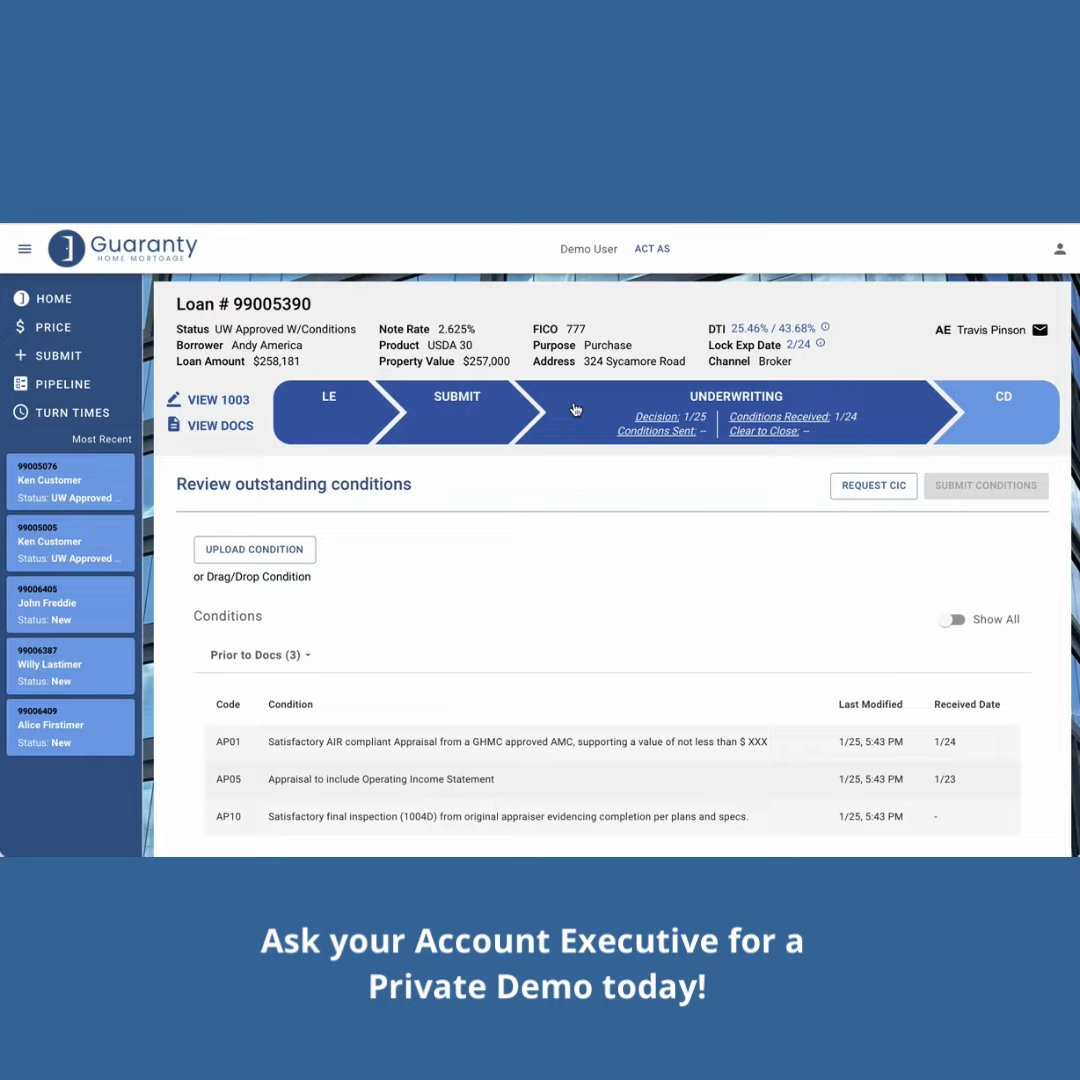 Guaranty
HOME MORTGAGE
Demo User ACT AS
HOME
PRICE
SUBMIT
PIPELINE
TURN TIMES
Most Recent
99005076
Ken Customer
Status: UW Approved ...
99005005
Ken Customer
Status: UW Approved ...
99006405
John Freddie
Status: New
99006387
Willy Lastimer
Status: New
99006409
Alice Firstimer
Status: New
Loan # 99005390
Status UW Approved W/Conditions Note Rate 2.625% FICO 777 DTI 25.46% / 43.68% AE Travis Pinson
Borrower Andy America Product USDA 30 Purpose Purchase Lock Exp Date 2/24
Loan Amount $258,181 Property Value $257,000 Address 324 Sycamore Road Channel Broker
VIEW 1003
VIEW DOCS
LE SUBMIT UNDERWRITING CD
Decision: 1/25 Conditions Received: 1/24
Conditions Sent: -- Clear to Close: --
Review outstanding conditions REQUEST CIC SUBMIT CONDITIONS
UPLOAD CONDITION
or Drag/Drop Condition
Conditions Show All
Prior to Docs (3)
Code Condition Last Modified Received Date
AP01 Satisfactory AIR compliant Appraisal from a GHMC approved AMC, supporting a value of not less than $ XXX 1/25, 5:43 PM 1/24
AP05 Appraisal to include Operating Income Statement 1/25, 5:43 PM 1/23
AP10 Satisfactory final inspection (1004D) from original appraiser evidencing completion per plans and specs. 1/25, 5:43 PM -
Ask your Account Executive for a
Private Demo today!